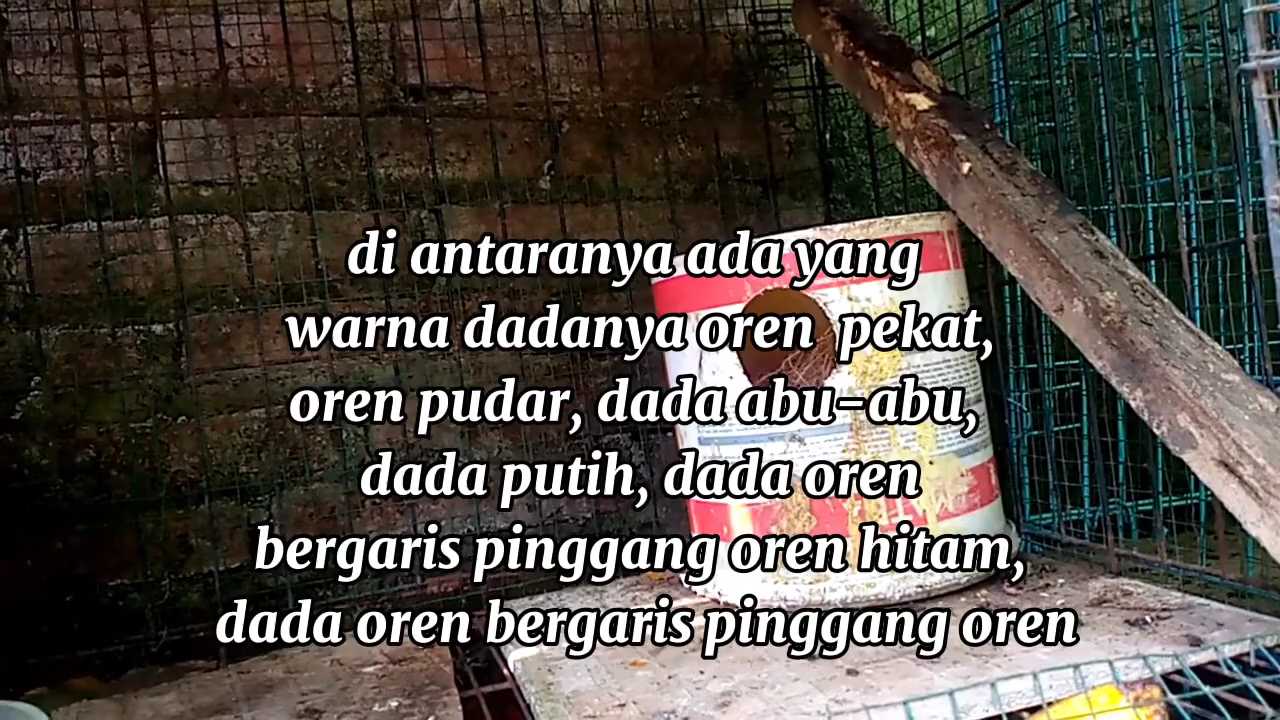 di antaranya ada yang
warna dadanya oren pekat,
oren pudar, dada abu-abu,
dada putih, dada oren
bergaris pinggang oren hitam,
dada oren bergaris pinggang oren